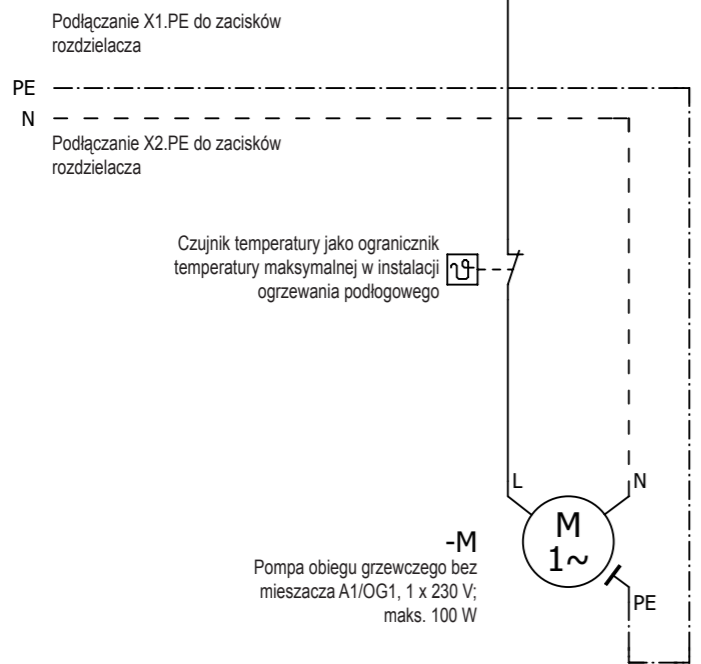 Podłączanie X1.PE do zacisków
rozdzielacza
PE
N
Podłączanie X2.PE do zacisków
rozdzielacza
Czujnik temperatury jako ogranicznik
temperatury maksymalnej w instalacji
ogrzewania podłogowego
ϑ
L
N
M
1~
-M
Pompa obiegu grzewczego bez
mieszacza A1/OG1, 1 x 230 V;
maks. 100 W
PE